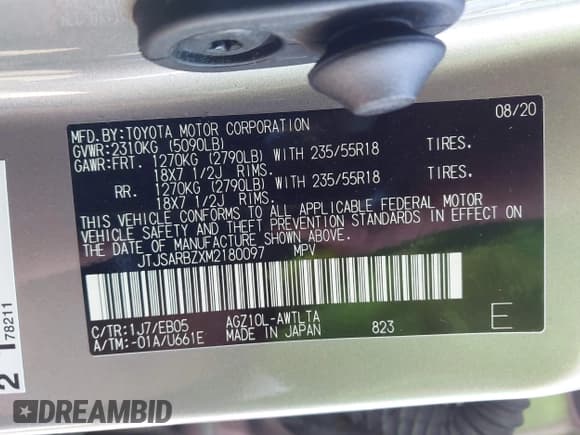 MFD.BY:TOYOTA MOTOR CORPORATION 08/20
GVWR:2310KG (5090LB)
GAWR:FRT. 1270KG (2790LB) WITH 235/55R18 TIRES.
18X7 1/2J RIMS.
RR. 1270KG (2790LB) WITH 235/55R18 TIRES.
18X7 1/2J RIMS.
THIS VEHICLE CONFORMS TO ALL APPLICABLE FEDERAL MOTOR
VEHICLE SAFETY AND THEFT PREVENTION STANDARDS IN EFFECT ON
THE DATE OF MANUFACTURE SHOWN ABOVE.
JTJSARBZXM2180097 MPV
C/TR:1J7/EB05 AGZ10L-AWTLTA
A/TM:-01A/U661E MADE IN JAPAN 823
E
78211
DREAMBID